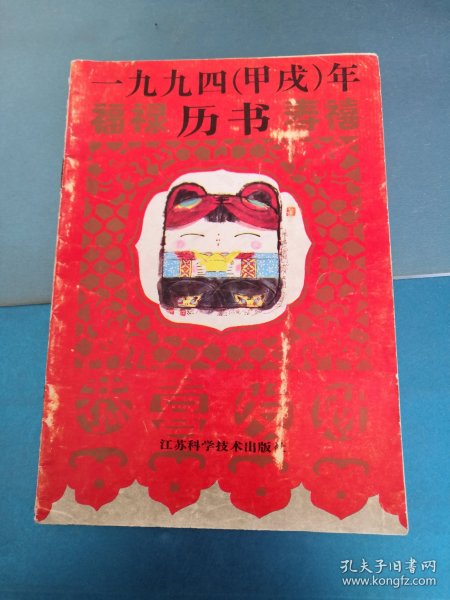 一九九四(甲戌)年
福禄 历书 寿禧
江苏科学技术出版社
孔夫子旧书网
www.kongfz.com